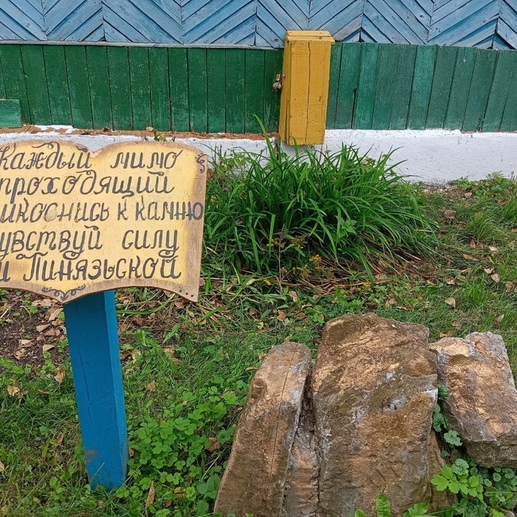 Каждый мимо
проходящий
икоснись к камню
увствуй силу
и Пинязьской